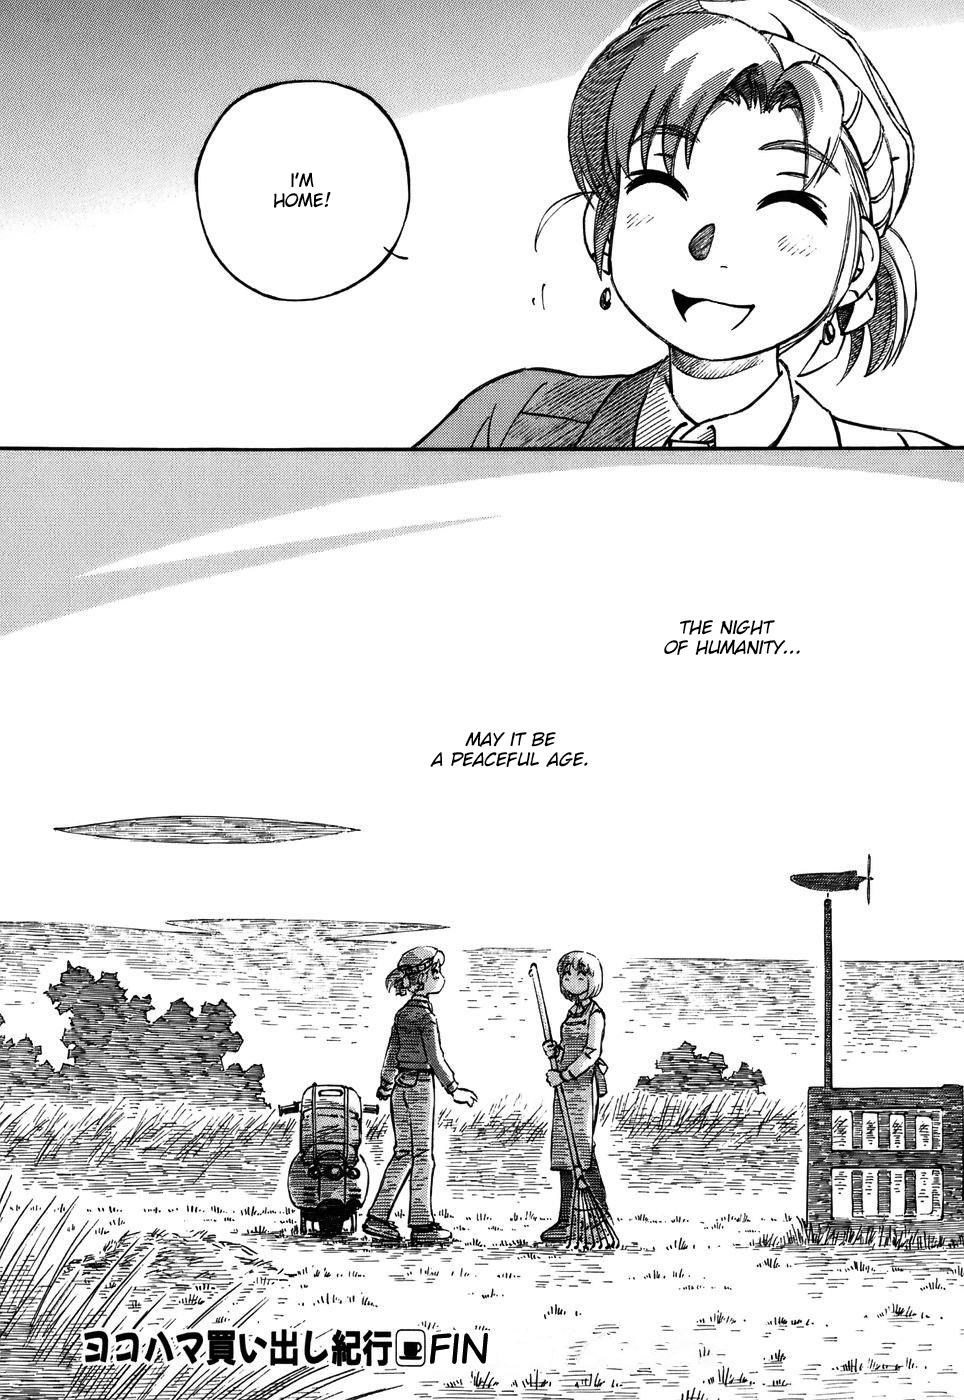 I'M
HOME!
THE NIGHT
OF HUMANITY...
MAY IT BE
A PEACEFUL AGE.
ヨコハマ買い出し紀行 FIN